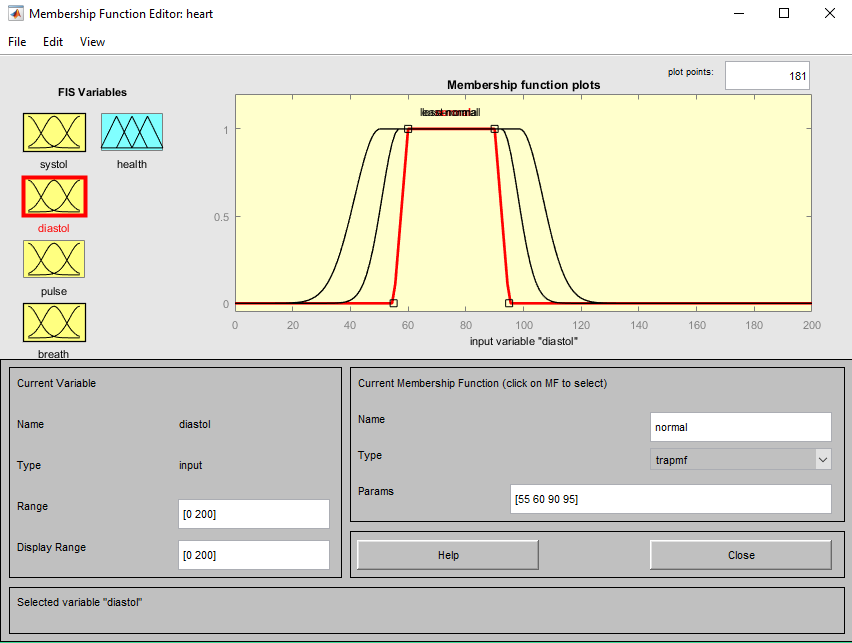 Membership Function Editor: heart
File Edit View
FIS Variables
systol
health
diastol
pulse
breath
plot points:
181
Membership function plots
1
0.5
0
0 20 40 60 80 100 120 140 160 180 200
input variable "diastol"
Current Variable
Name diastol
Type input
Range [0 200]
Display Range [0 200]
Current Membership Function (click on MF to select)
Name normal
Type trapmf
Params [55 60 90 95]
Help Close
Selected variable "diastol"